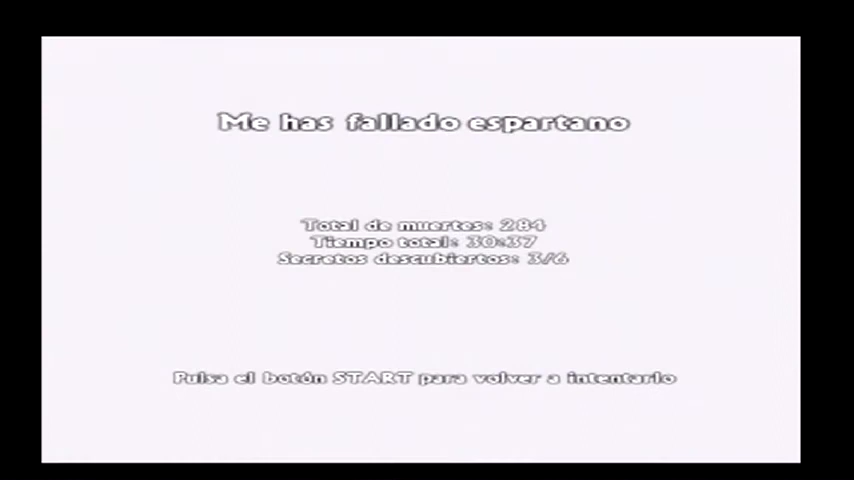 Me has fallado espartano
Total de muertes: 284
Tiempo total: 30:37
Secretos descubiertos: 3/6
Pulsa el botón START para volver a intentarlo